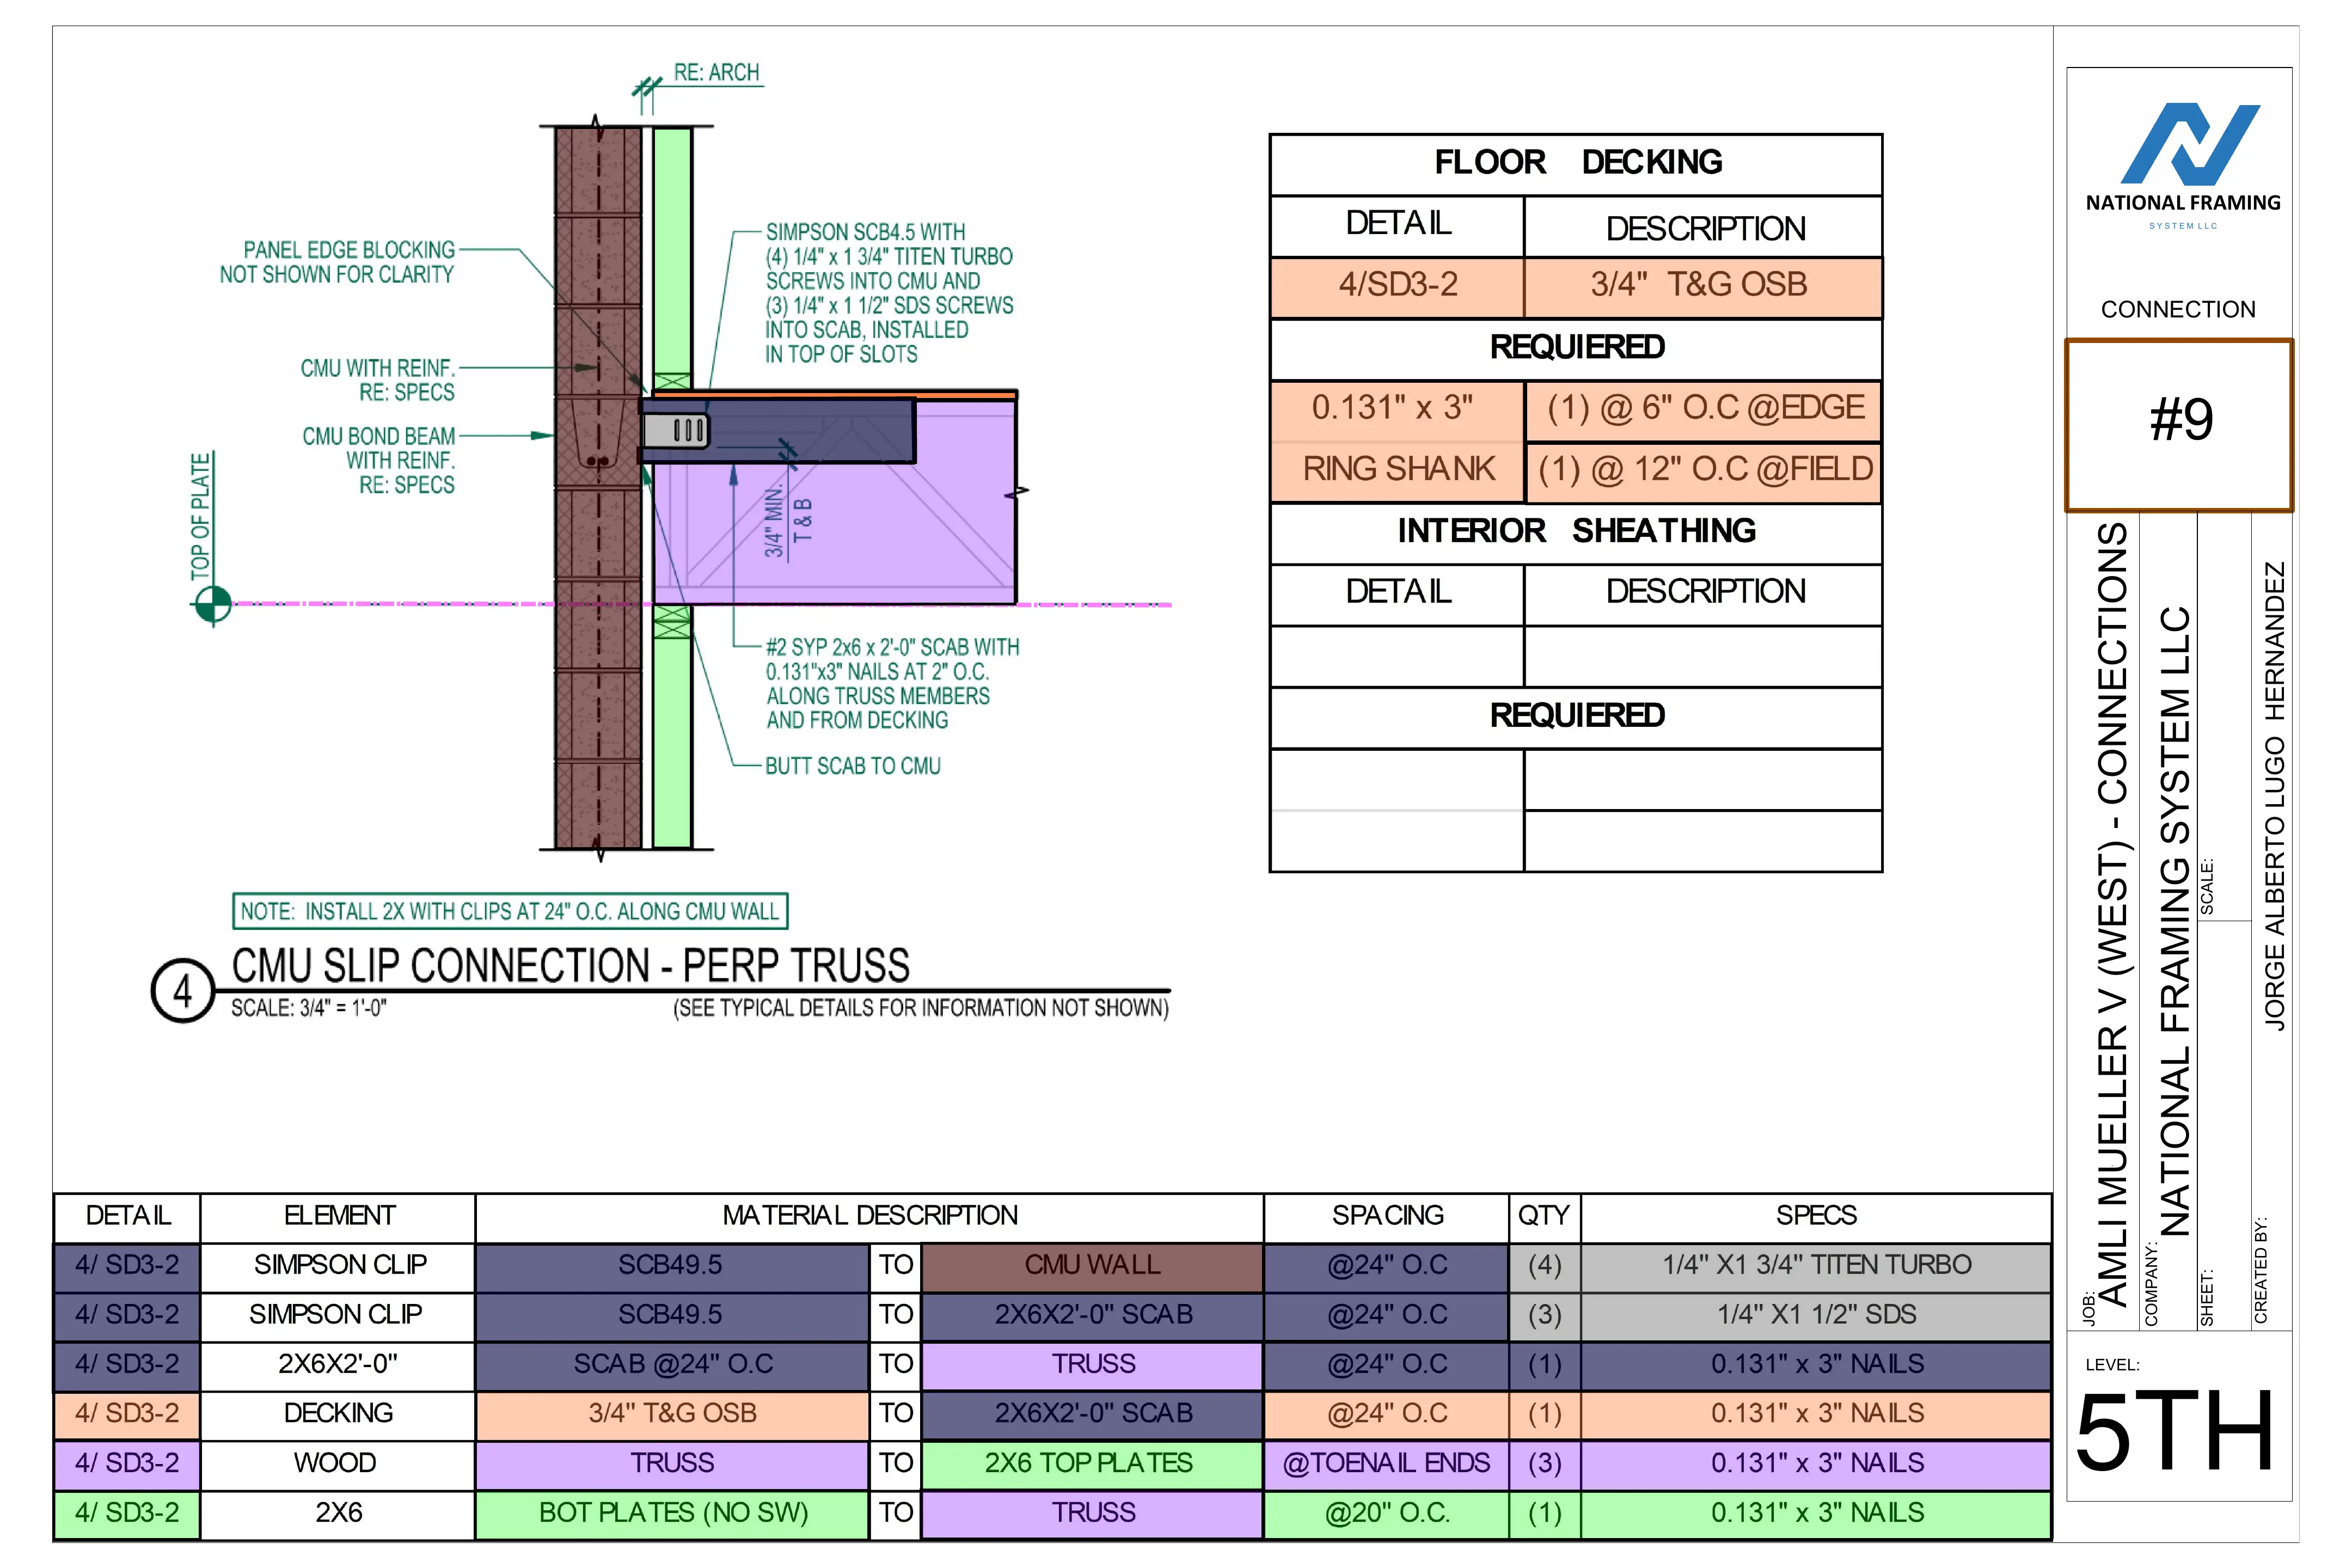 RE: ARCH
PANEL EDGE BLOCKING
NOT SHOWN FOR CLARITY
SIMPSON SCB4.5 WITH
(4) 1/4" x 1 3/4" TITEN TURBO
SCREWS INTO CMU AND
(3) 1/4" x 1 1/2" SDS SCREWS
INTO SCAB, INSTALLED
IN TOP OF SLOTS
CMU WITH REINF.
RE: SPECS
CMU BOND BEAM
WITH REINF.
RE: SPECS
TOP OF PLATE
3/4" MIN.
T & B
#2 SYP 2x6 x 2'-0" SCAB WITH
0.131"x3" NAILS AT 2" O.C.
ALONG TRUSS MEMBERS
AND FROM DECKING
BUTT SCAB TO CMU
NOTE: INSTALL 2X WITH CLIPS AT 24" O.C. ALONG CMU WALL
4
CMU SLIP CONNECTION - PERP TRUSS
SCALE: 3/4" = 1'-0" (SEE TYPICAL DETAILS FOR INFORMATION NOT SHOWN)
FLOOR DECKING
DETAIL DESCRIPTION
4/SD3-2 3/4" T&G OSB
REQUIERED
0.131" x 3" (1) @ 6" O.C @EDGE
RING SHANK (1) @ 12" O.C @FIELD
INTERIOR SHEATHING
DETAIL DESCRIPTION
REQUIERED
DETAIL ELEMENT MATERIAL DESCRIPTION SPACING QTY SPECS
4/ SD3-2 SIMPSON CLIP SCB49.5 TO CMU WALL @24" O.C (4) 1/4" X1 3/4" TITEN TURBO
4/ SD3-2 SIMPSON CLIP SCB49.5 TO 2X6X2'-0" SCAB @24" O.C (3) 1/4" X1 1/2" SDS
4/ SD3-2 2X6X2'-0" SCAB @24" O.C TO TRUSS @24" O.C (1) 0.131" x 3" NAILS
4/ SD3-2 DECKING 3/4" T&G OSB TO 2X6X2'-0" SCAB @24" O.C (1) 0.131" x 3" NAILS
4/ SD3-2 WOOD TRUSS TO 2X6 TOP PLATES @TOENAIL ENDS (3) 0.131" x 3" NAILS
4/ SD3-2 2X6 BOT PLATES (NO SW) TO TRUSS @20" O.C. (1) 0.131" x 3" NAILS
NATIONAL FRAMING
SYSTEM LLC
CONNECTION
#9
JOB:
AMLI MUELLER V (WEST) - CONNECTIONS
COMPANY:
NATIONAL FRAMING SYSTEM LLC
SCALE:
SHEET:
CREATED BY:
JORGE ALBERTO LUGO HERNANDEZ
LEVEL:
5TH